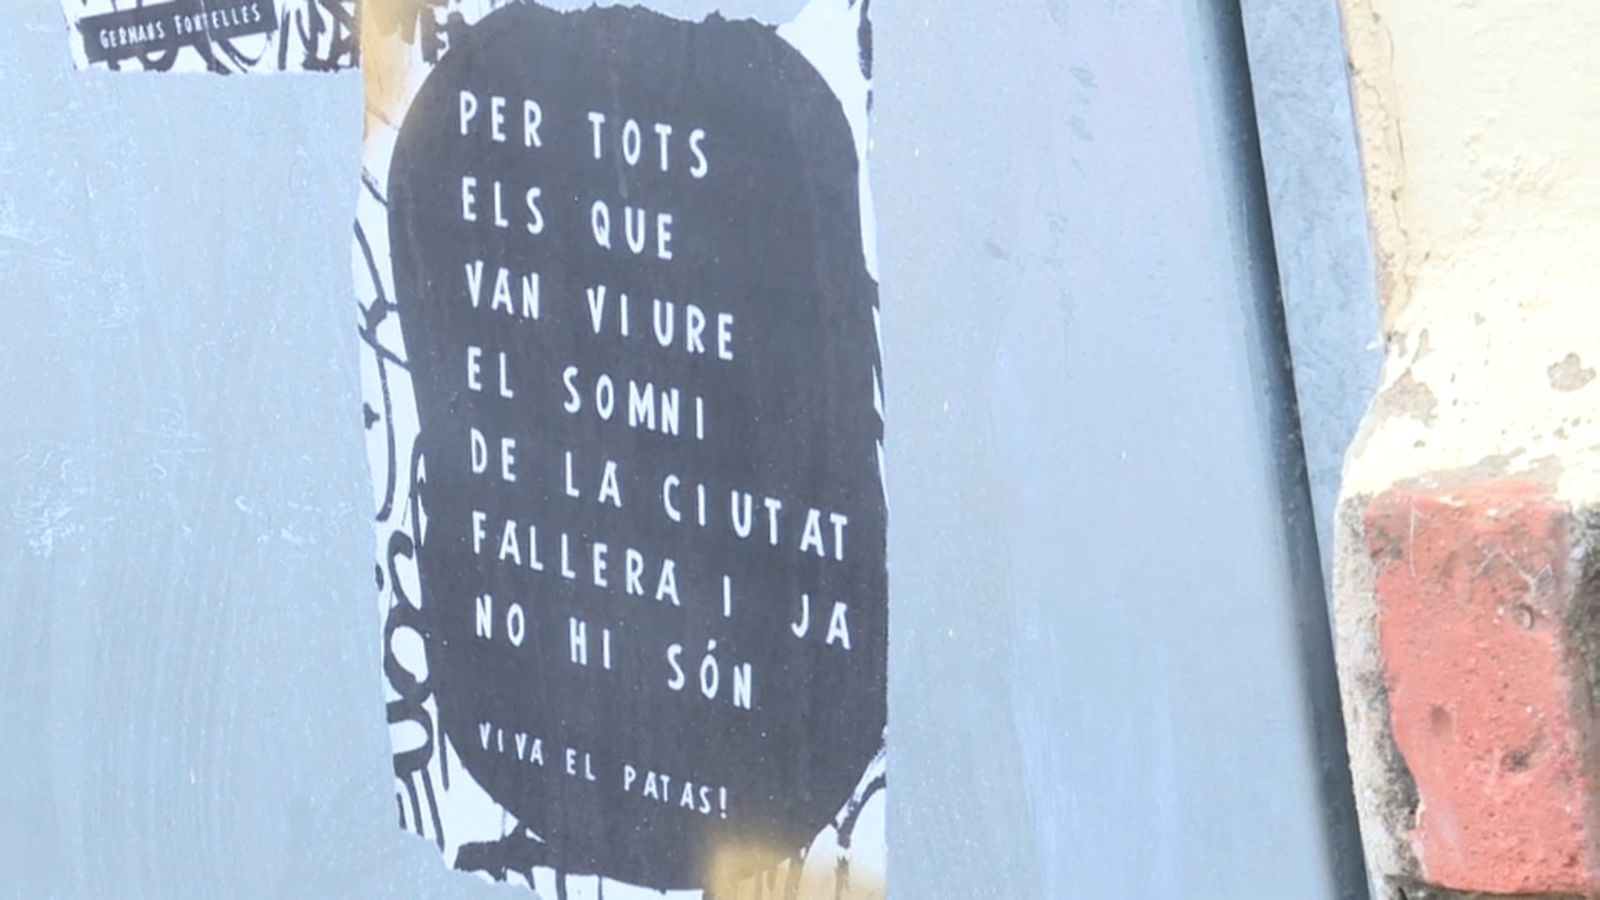 GERMANS FONTELLES
PER TOTS
ELS QUE
VAN VIURE
EL SOMNI
DE LA CIUTAT
FALLERA I JA
NO HI SÓN
VIVA EL PATAS!